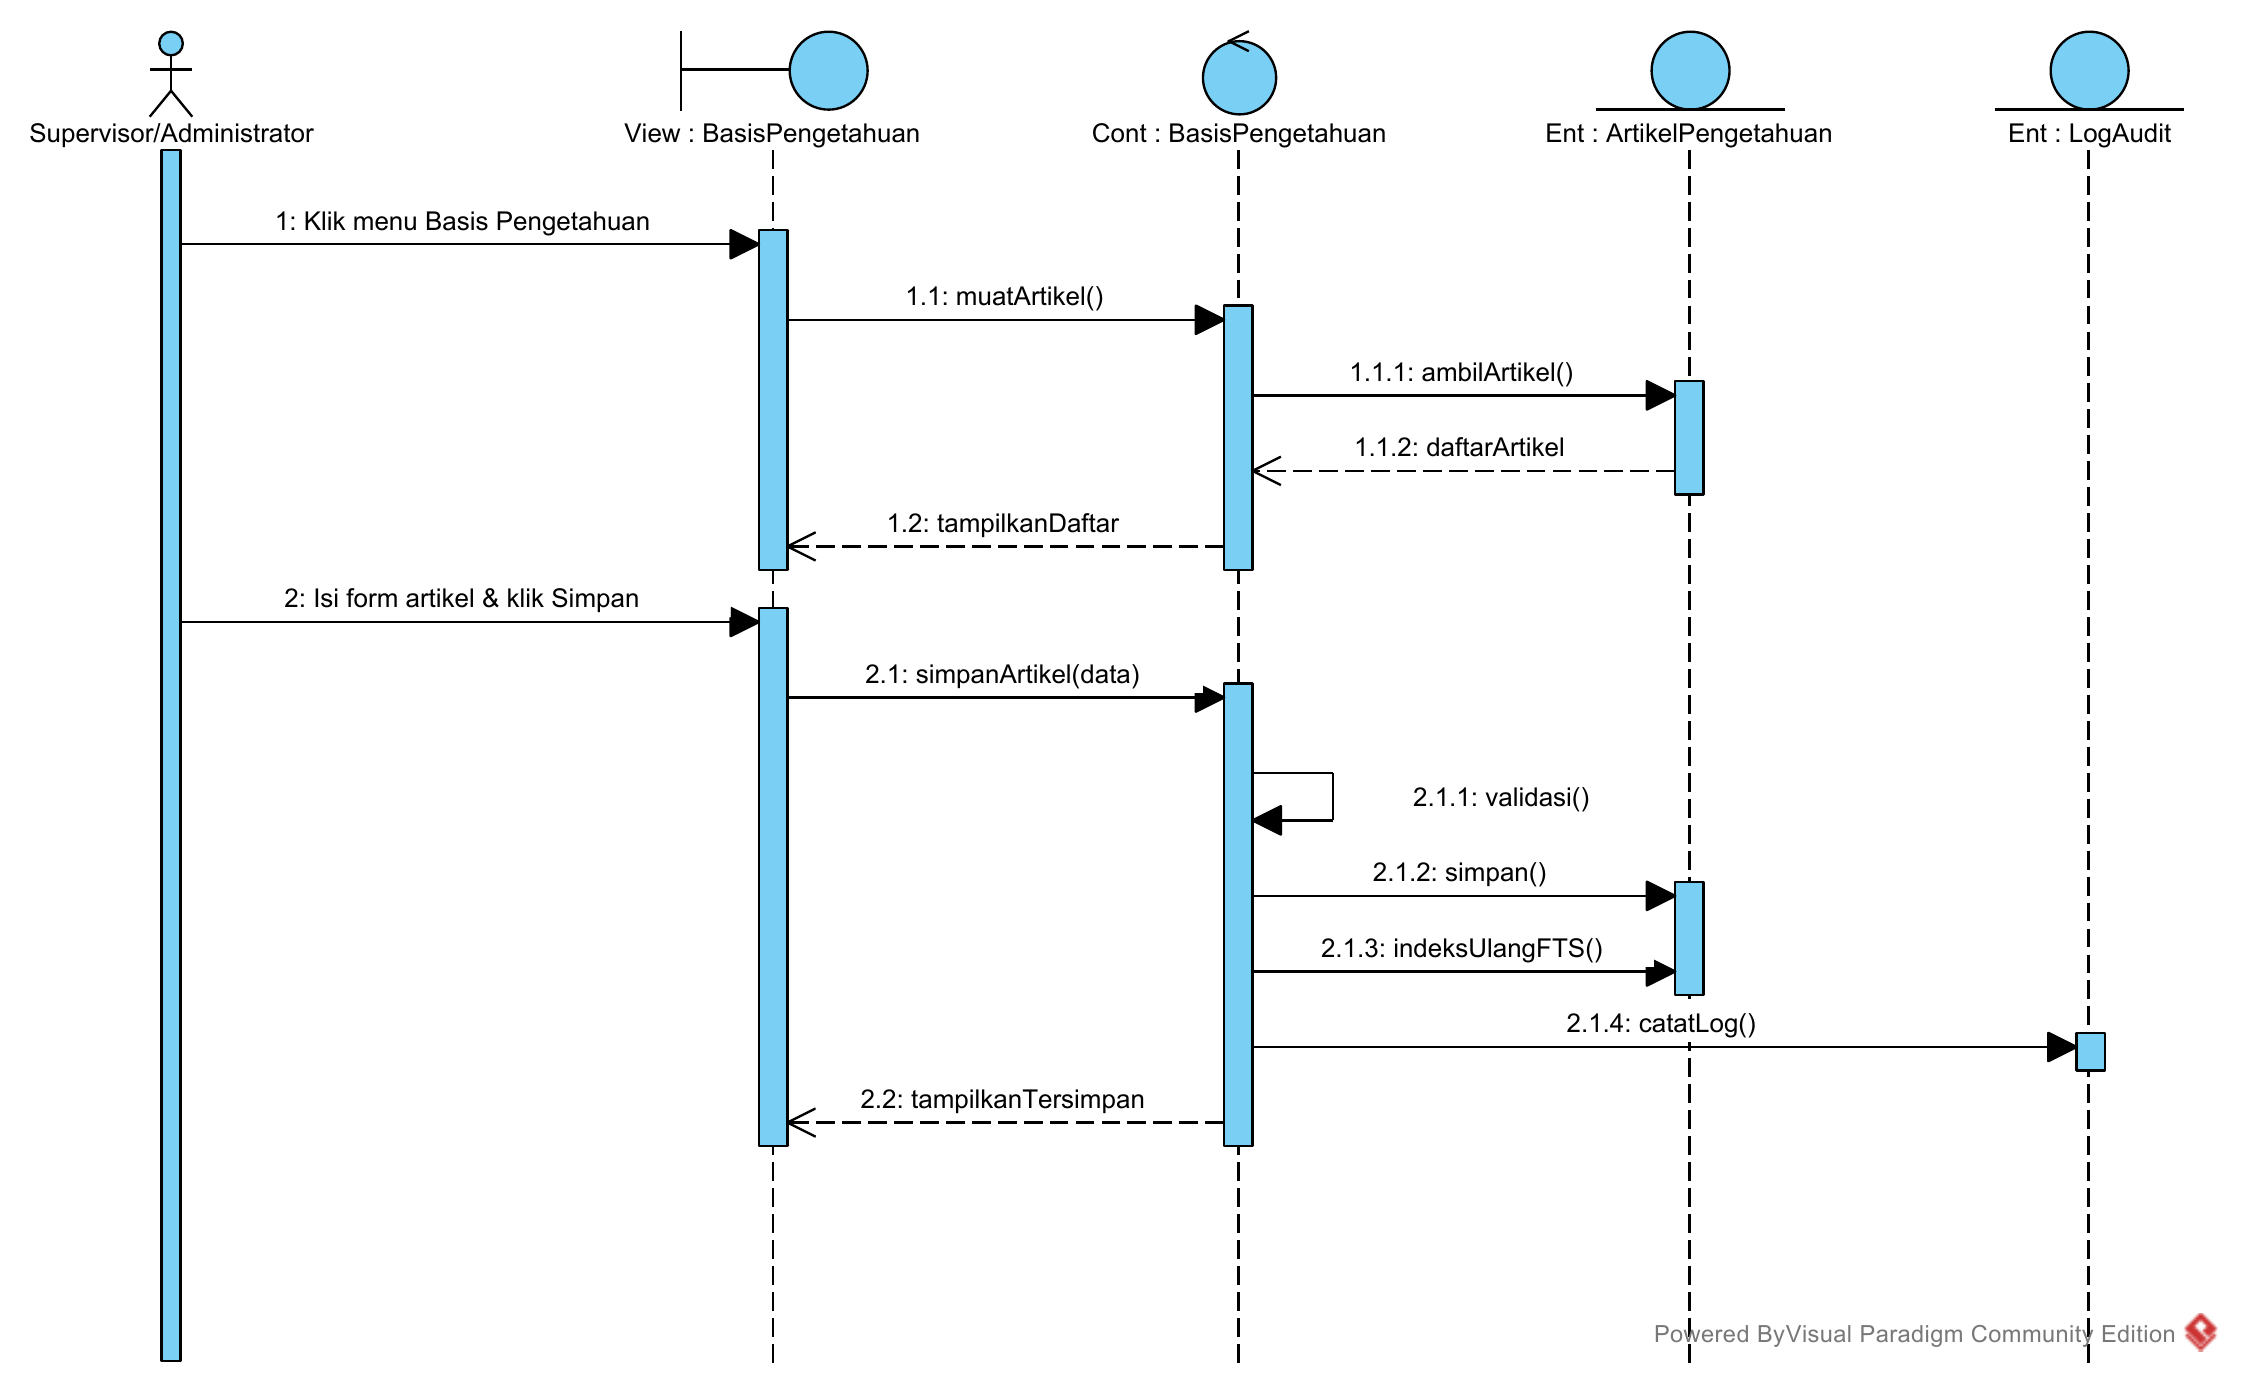 Supervisor/Administrator
View : BasisPengetahuan
Cont : BasisPengetahuan
Ent : ArtikelPengetahuan
Ent : LogAudit
1: Klik menu Basis Pengetahuan
1.1: muatArtikel()
1.1.1: ambilArtikel()
1.1.2: daftarArtikel
1.2: tampilkanDaftar
2: Isi form artikel & klik Simpan
2.1: simpanArtikel(data)
2.1.1: validasi()
2.1.2: simpan()
2.1.3: indeksUlangFTS()
2.1.4: catatLog()
2.2: tampilkanTersimpan
Powered ByVisual Paradigm Community Edition